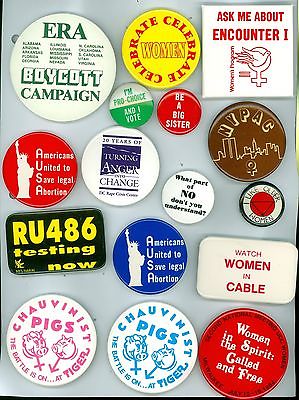 ERA
ALABAMA
ARIZONA
ARKANSAS
FLORIDA
GEORGIA
ILLINOIS
LOUISIANA
MISSISSIPPI
MISSOURI
NEVADA
N. CAROLINA
OKLAHOMA
S. CAROLINA
UTAH
VIRGINIA
BOYCOTT
CAMPAIGN
CELEBRATE CELEBRATE
WOMEN
CELEBRATE CELEBRATE
ASK ME ABOUT
ENCOUNTER I
Women's Program
I'M
PRO-CHOICE
AND I
VOTE
BE A
BIG
SISTER
NYPAC
Americans
United to
Save legal
Abortion
20 YEARS OF
TURNING
ANGER
INTO
CHANGE
DC Rape Crisis Center
What part
of
NO
don't you
understand?
WOMEN
RU486
testing
now
Americans
United to
Save legal
Abortion
A
U
S
A
WATCH
WOMEN
IN
CABLE
CHAUVINIST
PIGS
THE BATTLE IS ON... AT TIGER
CHAUVINIST
PIGS
THE BATTLE IS ON... AT TIGER
Women
in the Spirit:
Called
and Free